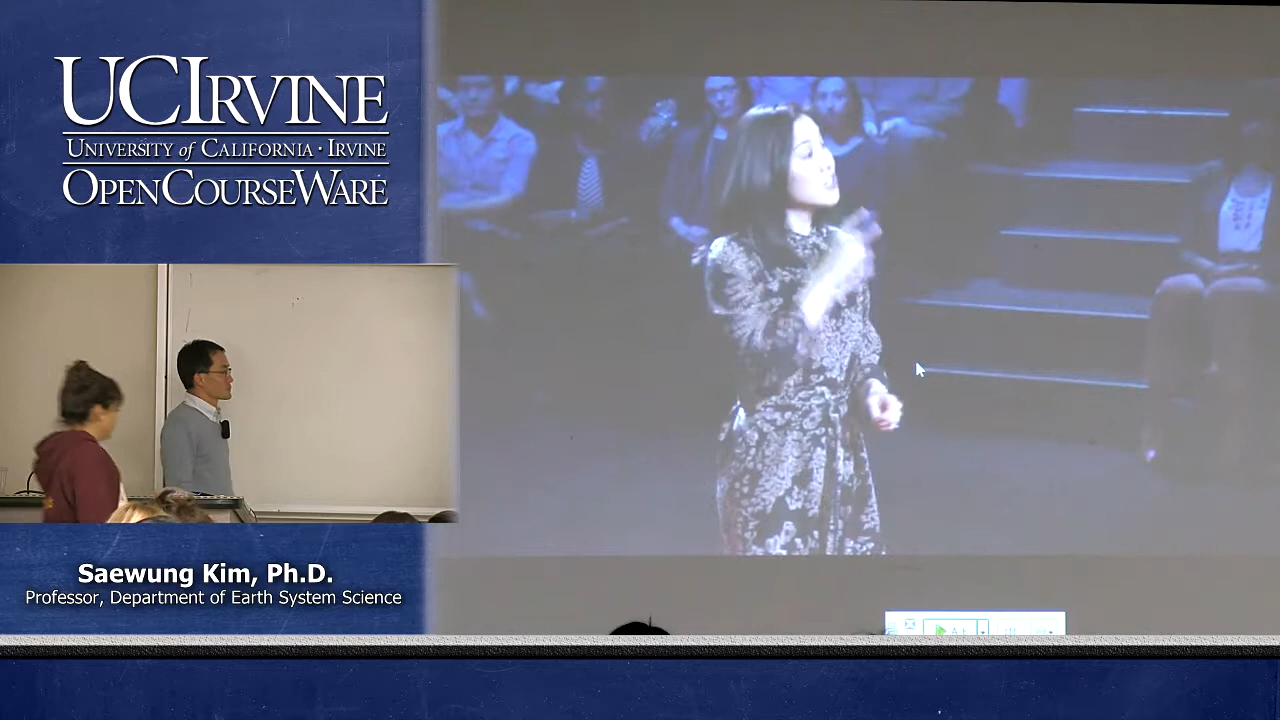 UCIRVINE
UNIVERSITY of CALIFORNIA · IRVINE
OPENCOURSEWARE
Saewung Kim, Ph.D.
Professor, Department of Earth System Science